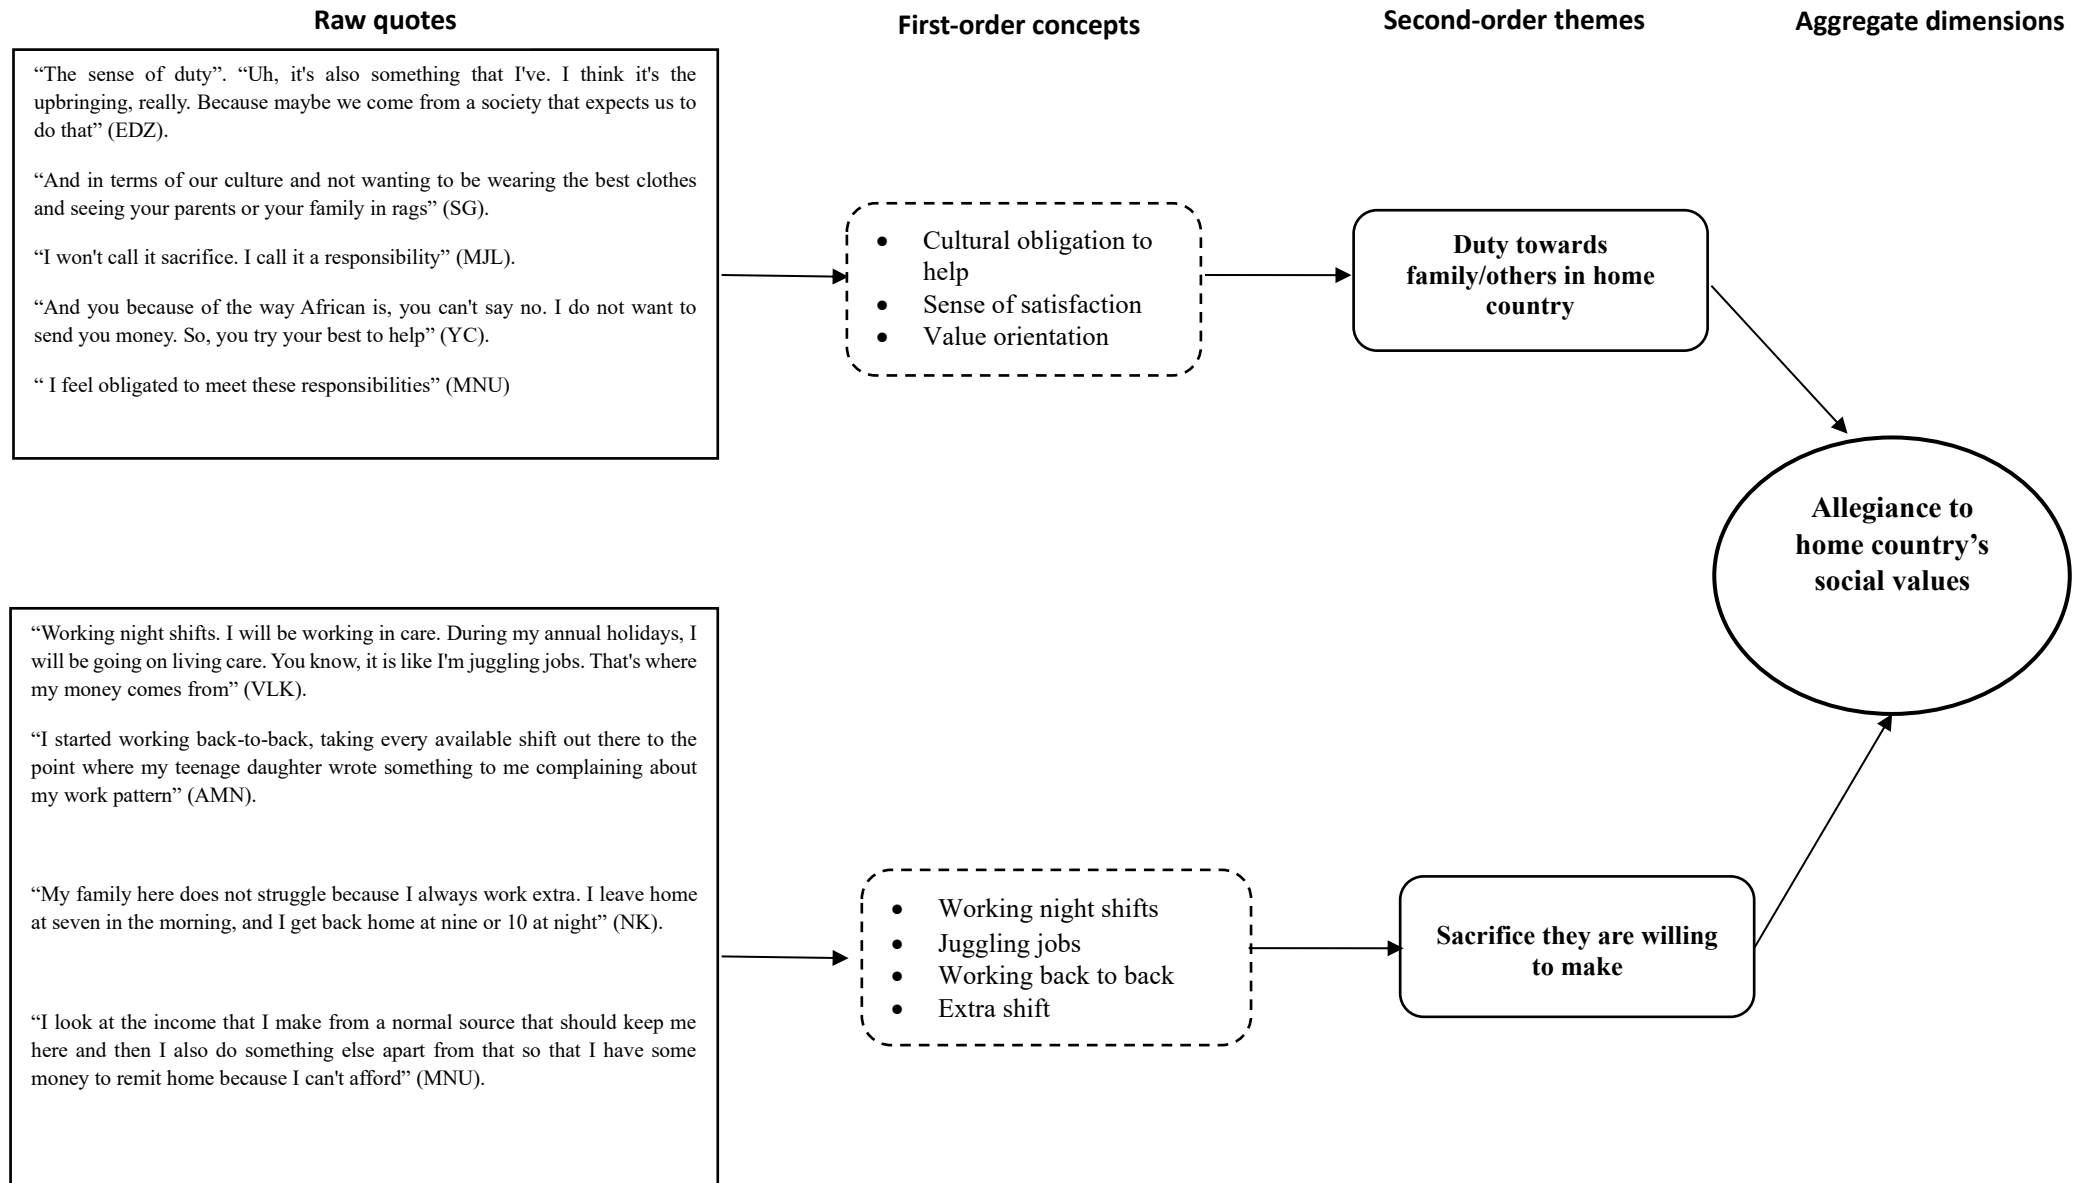 Raw quotes
First-order concepts
Second-order themes
Aggregate dimensions
“The sense of duty”. “Uh, it's also something that I've. I think it's the
upbringing, really. Because maybe we come from a society that expects us to
do that” (EDZ).
“And in terms of our culture and not wanting to be wearing the best clothes
and seeing your parents or your family in rags” (SG).
“I won't call it sacrifice. I call it a responsibility” (MJL).
“And you because of the way African is, you can't say no. I do not want to
send you money. So, you try your best to help” (YC).
“ I feel obligated to meet these responsibilities” (MNU)
• Cultural obligation to
help
• Sense of satisfaction
• Value orientation
Duty towards
family/others in home
country
Allegiance to
home country’s
social values
“Working night shifts. I will be working in care. During my annual holidays, I
will be going on living care. You know, it is like I'm juggling jobs. That's where
my money comes from” (VLK).
“I started working back-to-back, taking every available shift out there to the
point where my teenage daughter wrote something to me complaining about
my work pattern” (AMN).
“My family here does not struggle because I always work extra. I leave home
at seven in the morning, and I get back home at nine or 10 at night” (NK).
“I look at the income that I make from a normal source that should keep me
here and then I also do something else apart from that so that I have some
money to remit home because I can't afford” (MNU).
• Working night shifts
• Juggling jobs
• Working back to back
• Extra shift
Sacrifice they are willing
to make